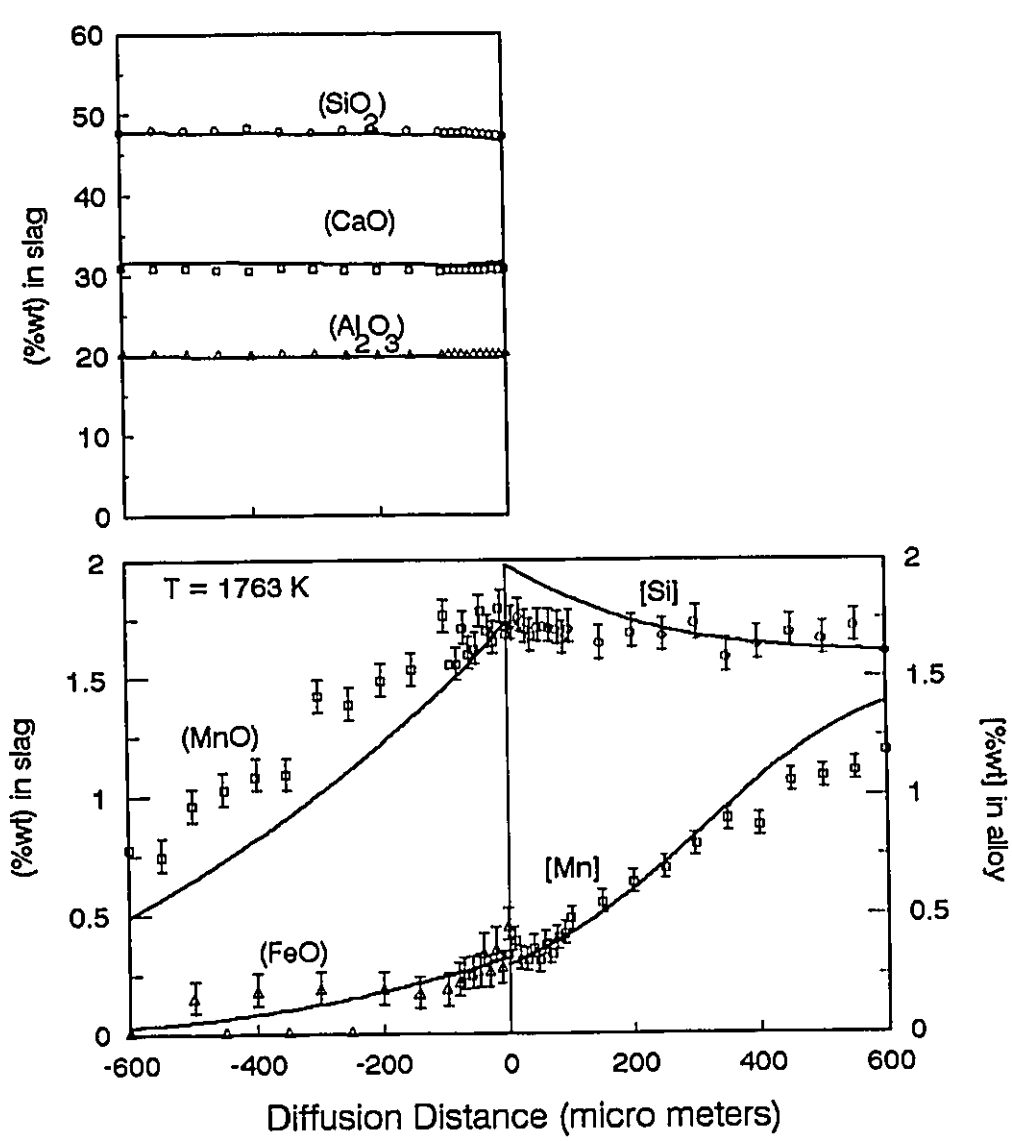 60
50
40
30
20
10
0
(%wt) in slag
(SiO2)
(CaO)
(Al2O3)
2
1.5
1
0.5
0
(%wt) in slag
T = 1763 K
[Si]
(MnO)
[Mn]
(FeO)
2
1.5
1
0.5
0
[%wt] in alloy
-600 -400 -200 0 200 400 600
Diffusion Distance (micro meters)